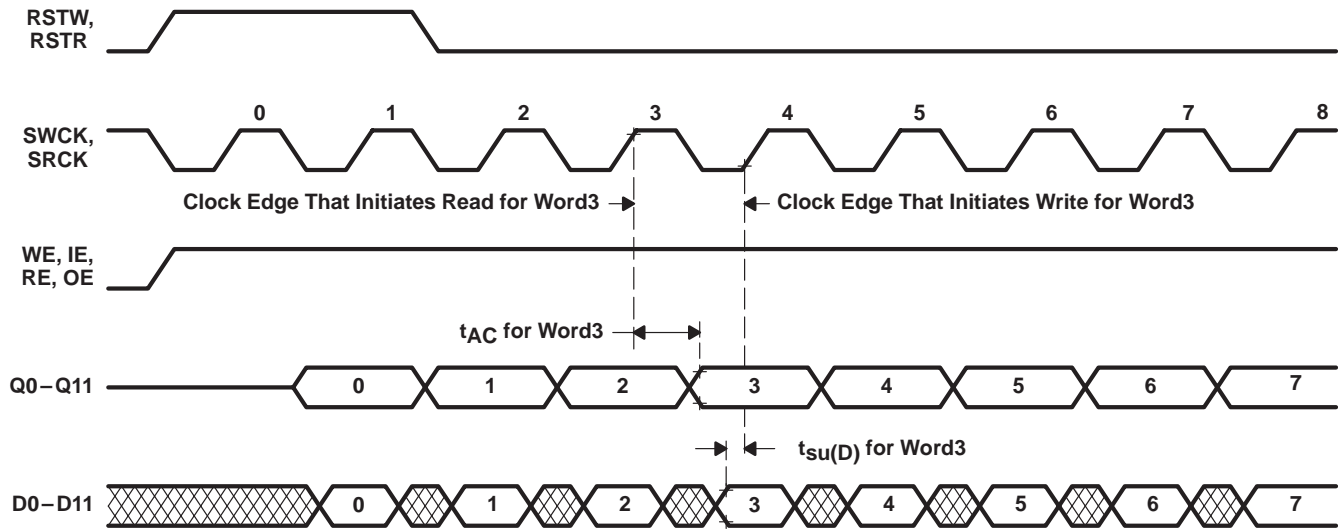 RSTW,
RSTR
0 1 2 3 4 5 6 7 8
SWCK,
SRCK
Clock Edge That Initiates Read for Word3
Clock Edge That Initiates Write for Word3
WE, IE,
RE, OE
tAC for Word3
Q0–Q11
0 1 2 3 4 5 6 7
tsu(D) for Word3
D0–D11
0 1 2 3 4 5 6 7